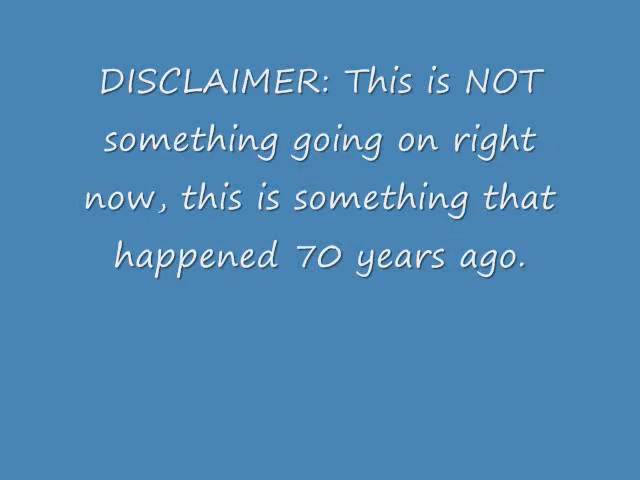 DISCLAIMER: This is NOT
something going on right
now, this is something that
happened 70 years ago.